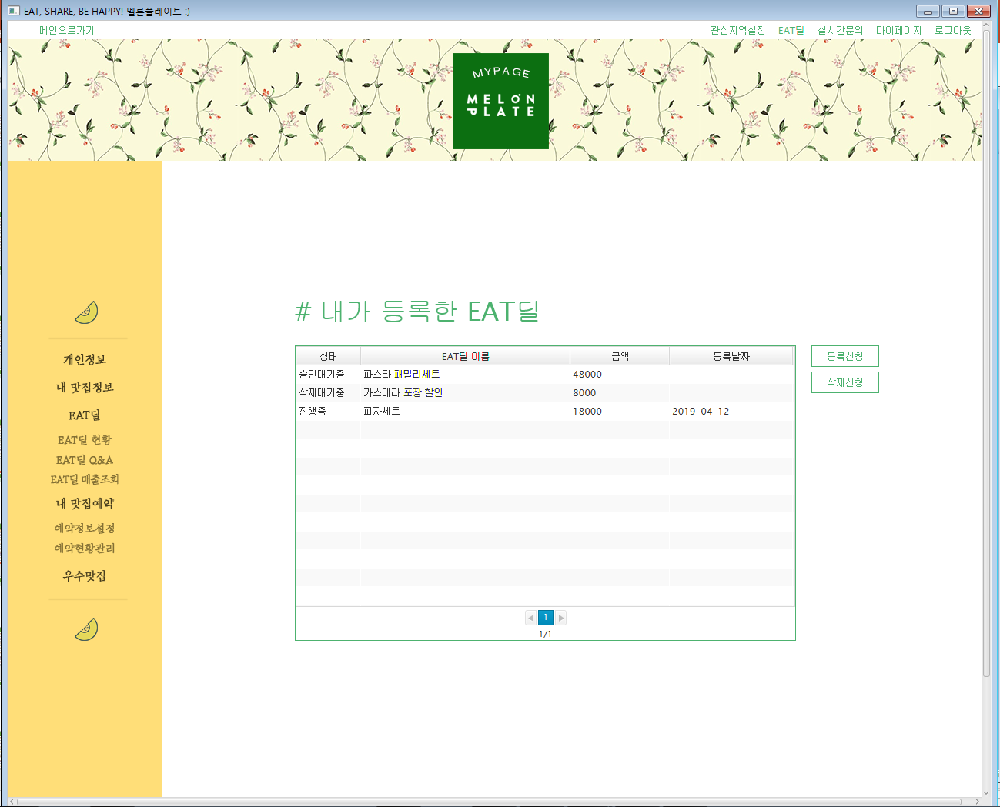 EAT, SHARE, BE HAPPY! 멜론플레이트 :)
메인으로가기 관심지역설정 EAT딜 실시간문의 마이페이지 로그아웃
MYPAGE
MELON
PLATE
개인정보
내 맛집정보
EAT딜
EAT딜 현황
EAT딜 Q&A
EAT딜 매출조회
내 맛집예약
예약정보설정
예약현황관리
우수맛집
# 내가 등록한 EAT딜
상태 EAT딜 이름 금액 등록날짜
승인대기중 파스타 패밀리세트 48000
삭제대기중 카스테라 포장 할인 8000
진행중 피자세트 18000 2019-04-12
1
1/1
등록신청
삭제신청